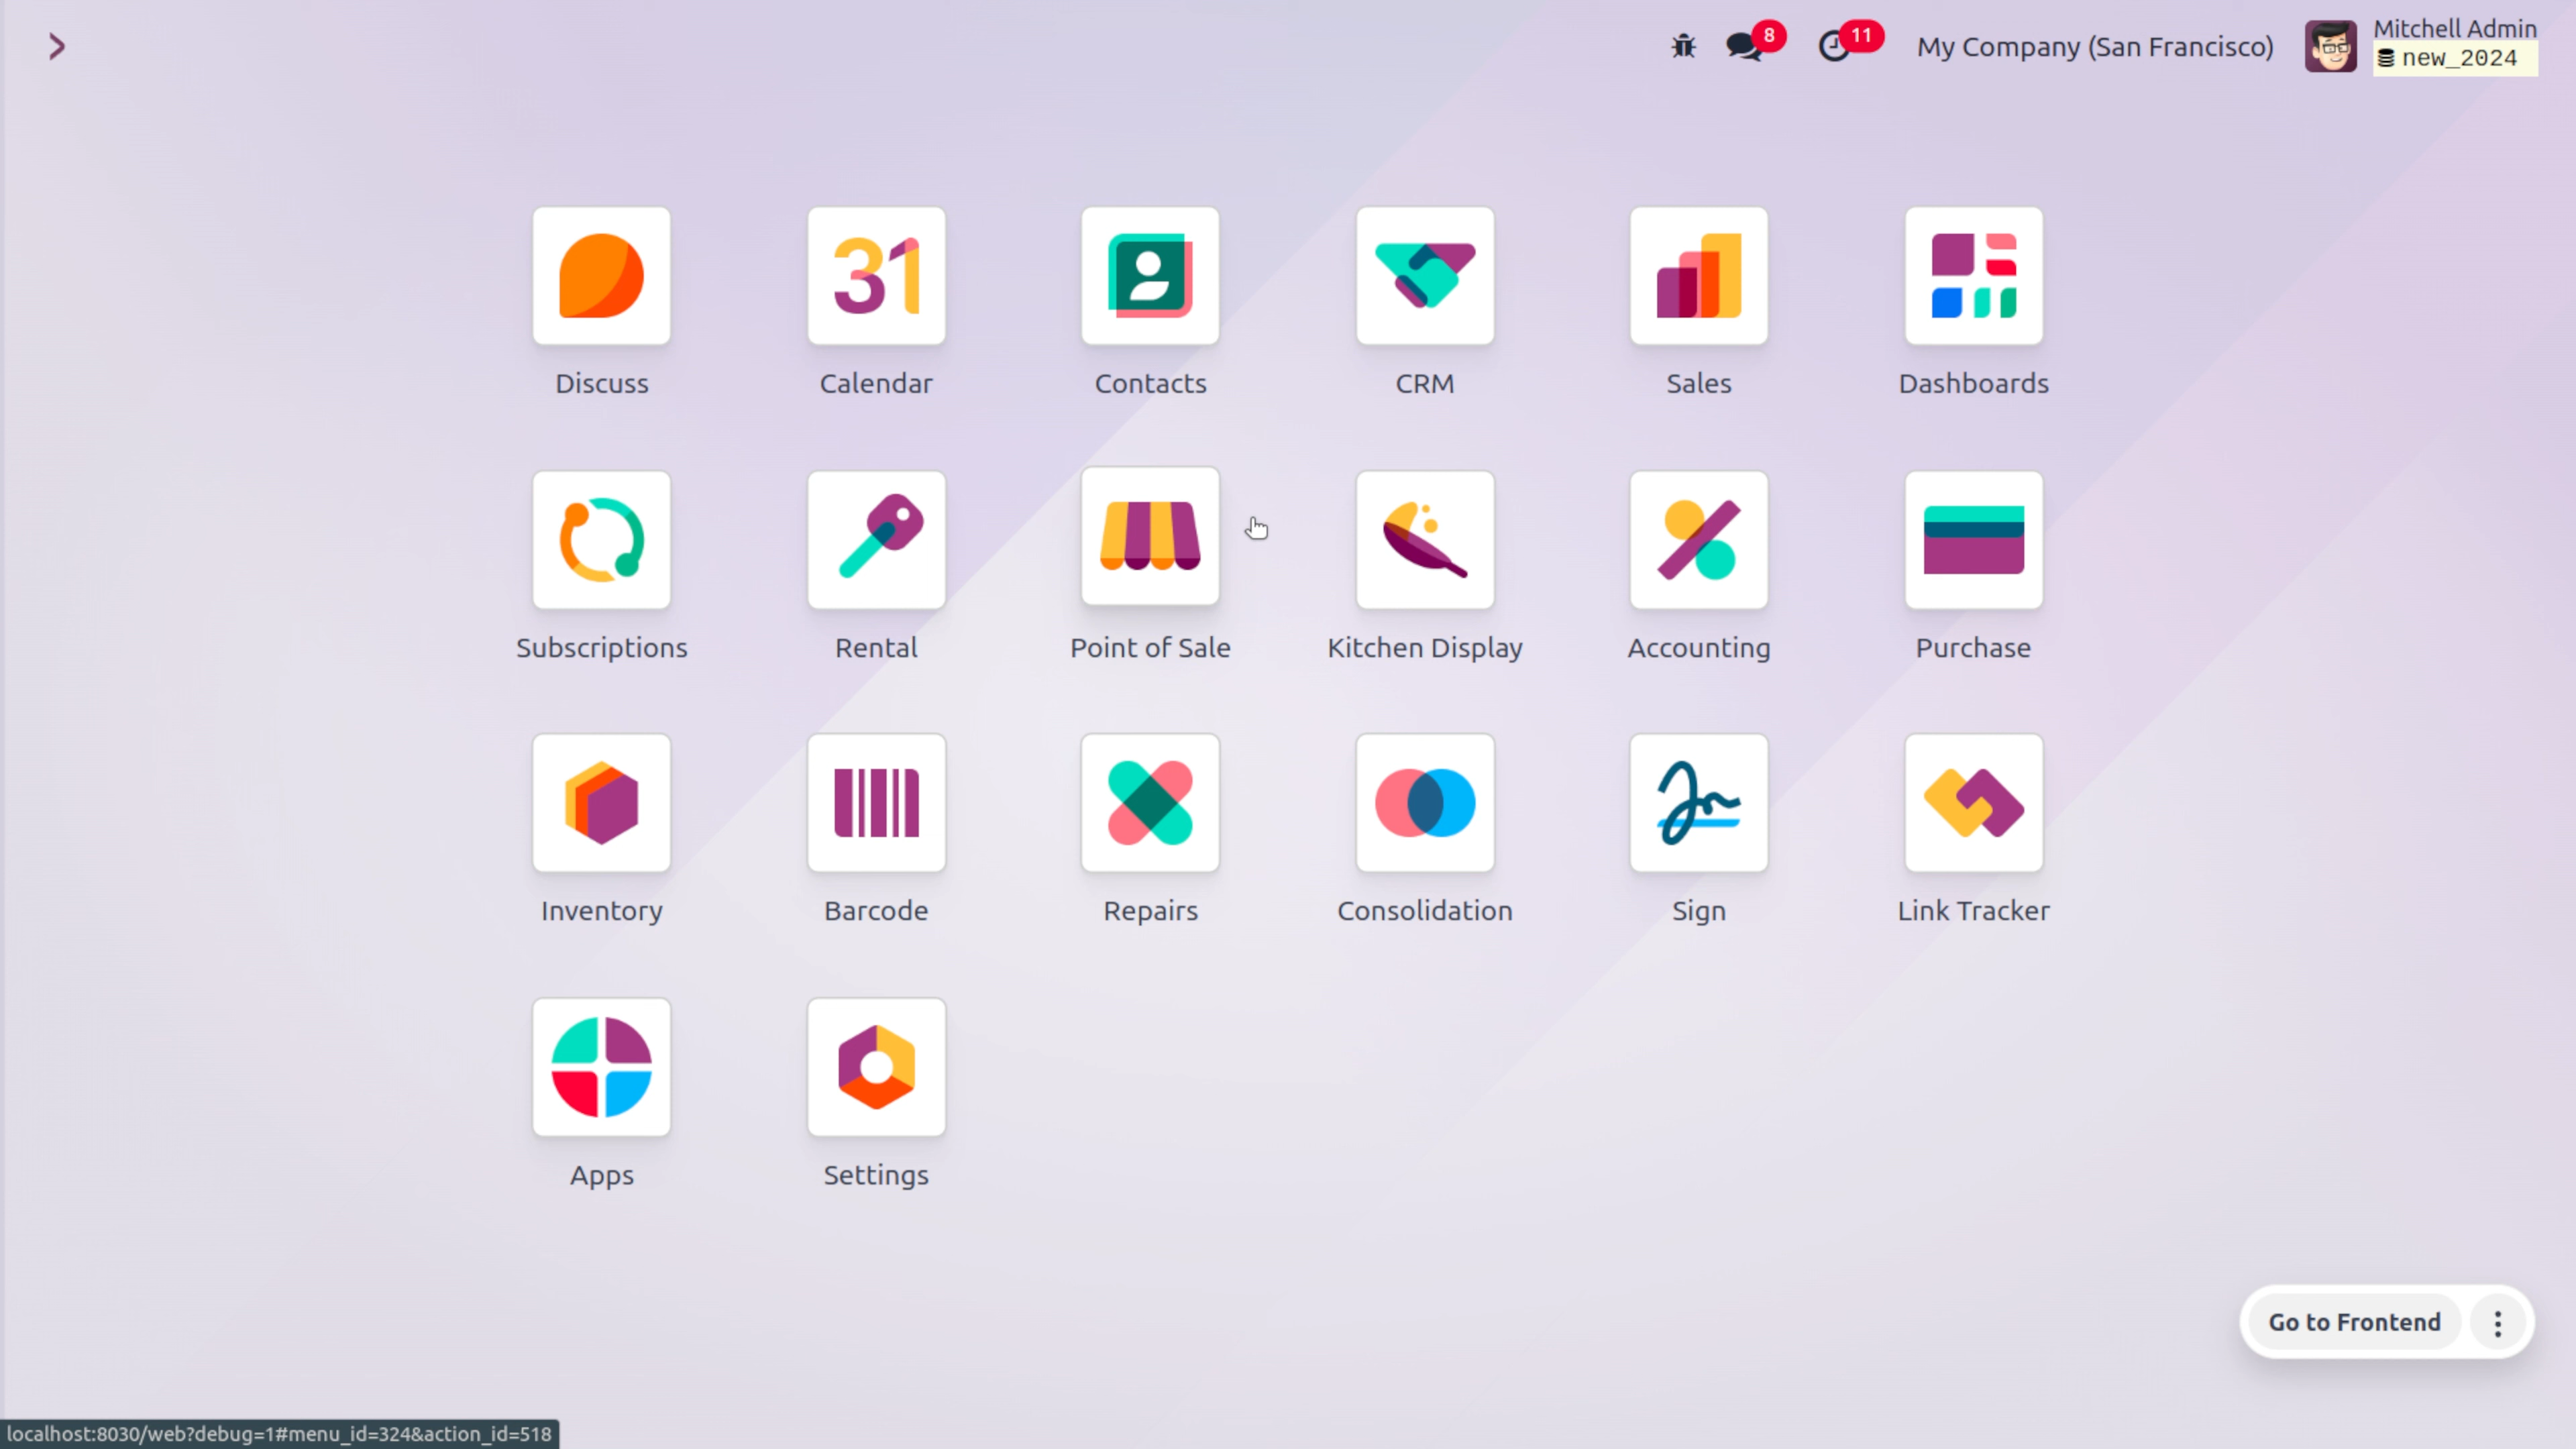 8
11
My Company (San Francisco)
Mitchell Admin
new_2024
31
Discuss
Calendar
Contacts
CRM
Sales
Dashboards
Subscriptions
Rental
Point of Sale
Kitchen Display
Accounting
Purchase
Inventory
Barcode
Repairs
Consolidation
Sign
Link Tracker
Apps
Settings
Go to Frontend
localhost:8030/web?debug=1#menu_id=324&action_id=518